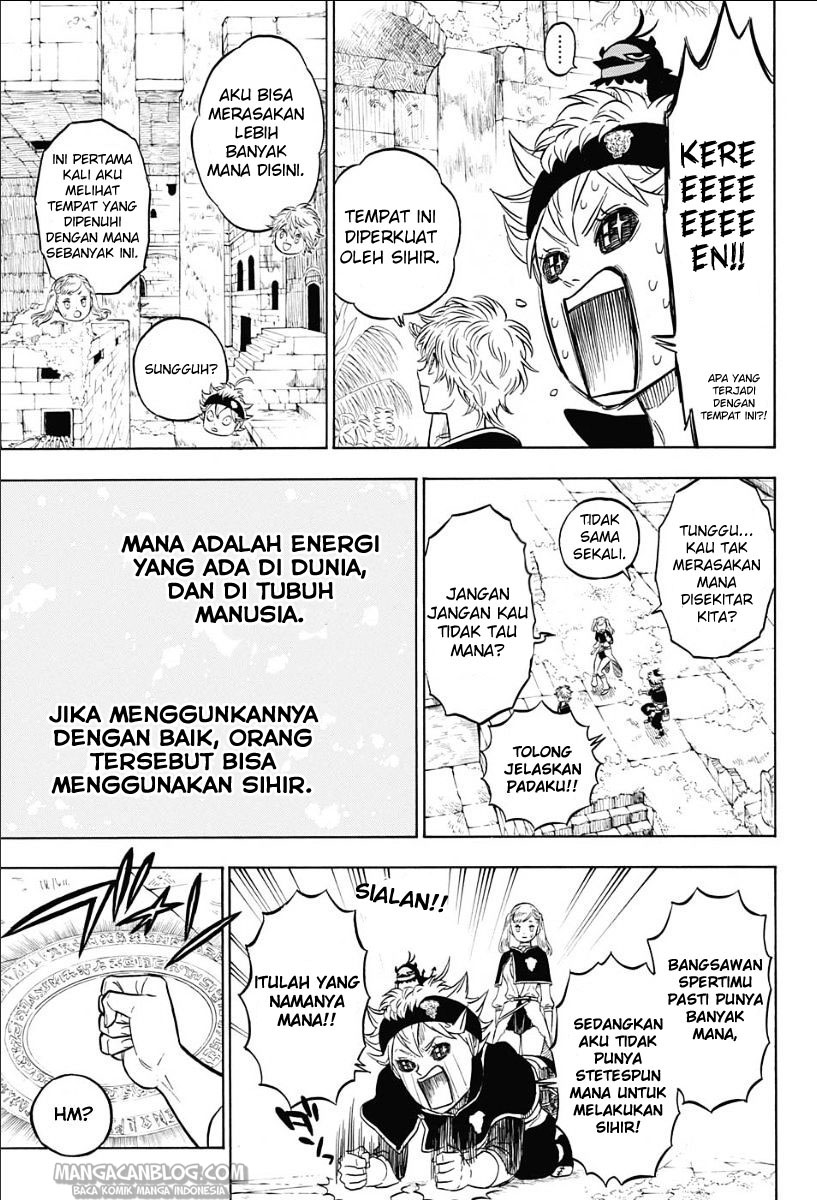 KERE
EEEEE
EEEEE
EN!!
......
TEMPAT INI
DIPERKUAT
OLEH SIHIR.
APA YANG
TERJADI
DENGAN
TEMPAT INI?!
AKU BISA
MERASAKAN
LEBIH
BANYAK
MANA DISINI.
INI PERTAMA
KALI AKU
MELIHAT
TEMPAT YANG
DIPENUHI
DENGAN MANA
SEBANYAK INI.
SUNGGUH?
TUNGGU...
KAU TAK
MERASAKAN
MANA
DISEKITAR
KITA?
TIDAK
SAMA
SEKALI.
JANGAN
JANGAN KAU
TIDAK TAU
MANA?
TOLONG
JELASKAN
PADAKU!!
MANA ADALAH ENERGI
YANG ADA DI DUNIA,
DAN DI TUBUH
MANUSIA.
JIKA MENGGUNKANNYA
DENGAN BAIK, ORANG
TERSEBUT BISA
MENGGUNAKAN SIHIR.
BANGSAWAN
SPERTIMU
PASTI PUNYA
BANYAK
MANA,
SEDANGKAN
AKU TIDAK
PUNYA
STETESPUN
MANA UNTUK
MELAKUKAN
SIHIR!
SIALAN!!
ITULAH YANG
NAMANYA
MANA!!
HM?
MANGACANBLOG.COM
BACA KOMIK MANGA INDONESIA